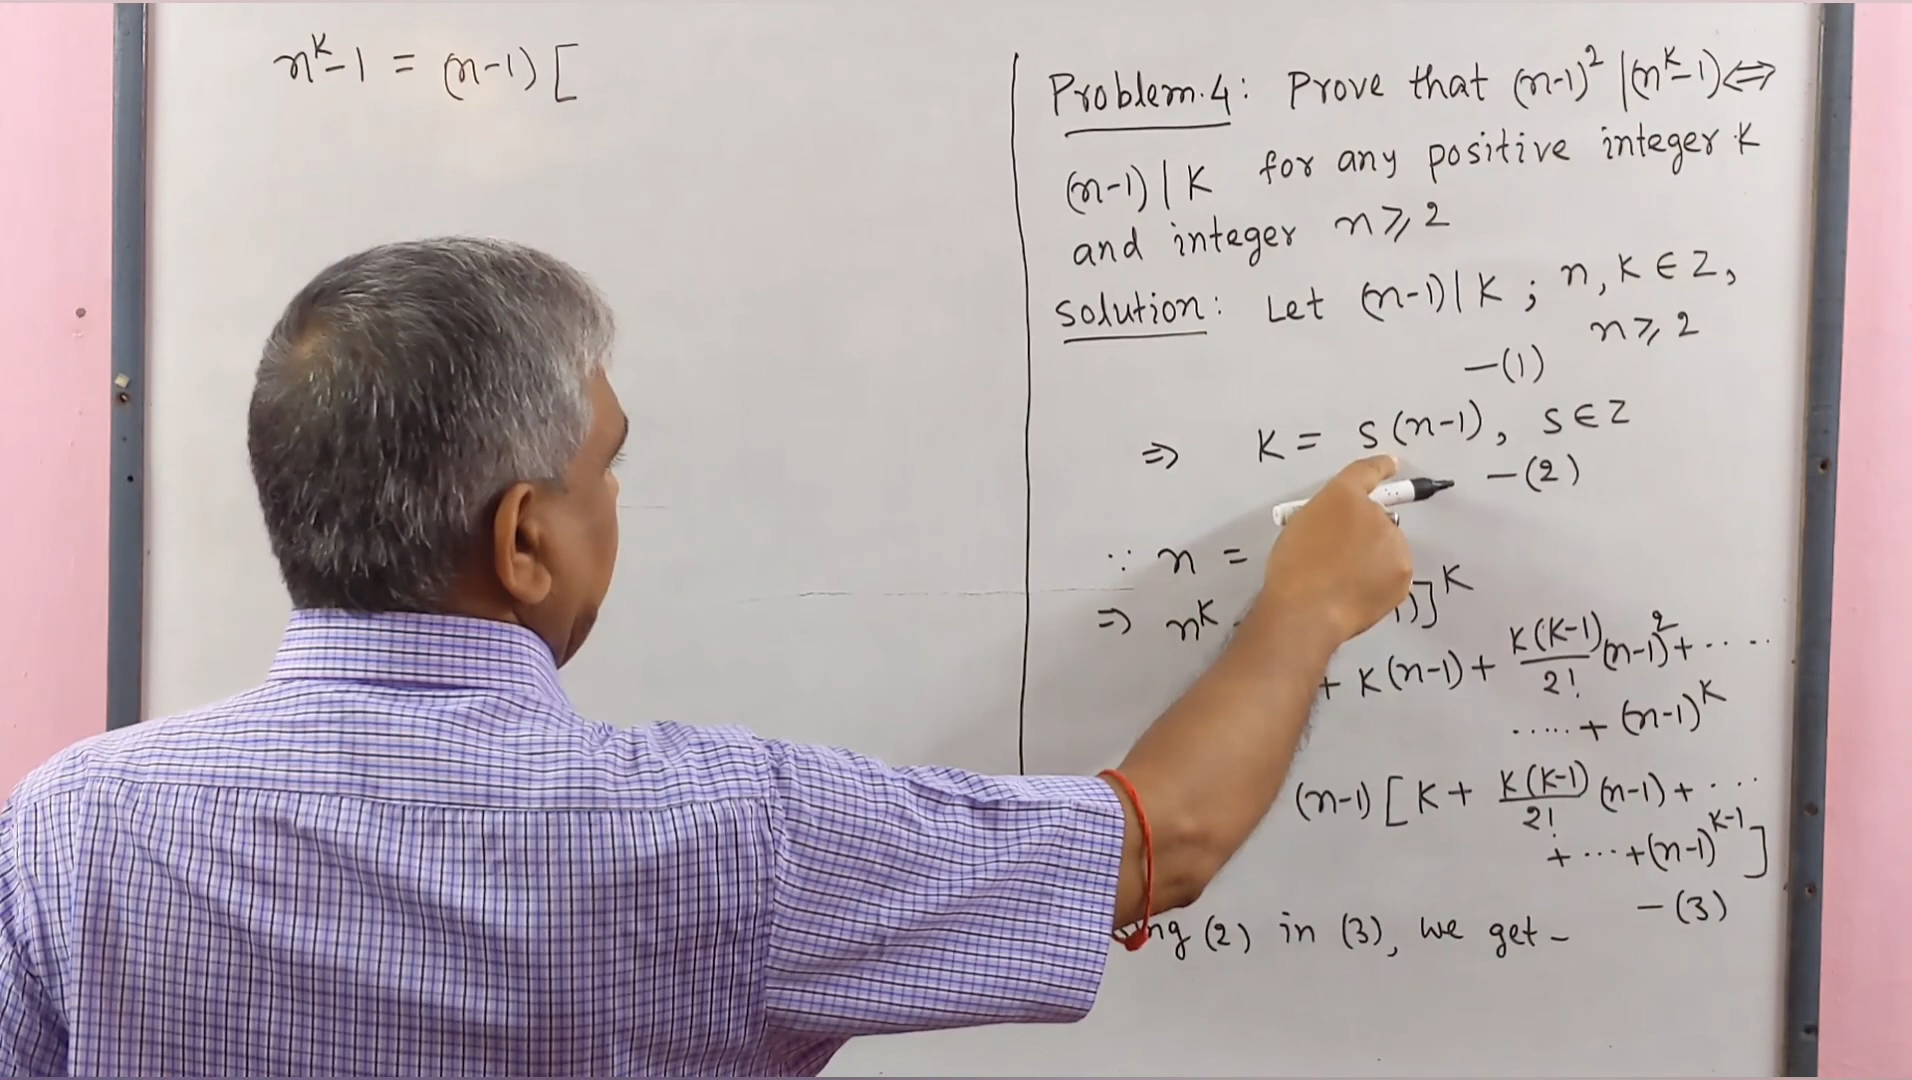 n^k-1 = (n-1) [
Problem.4: Prove that (n-1)² | (n^k-1) ⇔
(n-1) | K for any positive integer K
and integer n ⩾ 2
Solution: Let (n-1) | K ; n, K ∈ Z,
n ⩾ 2
—(1)
⇒ K = s(n-1), s ∈ Z
—(2)
∵ n =
⇒ n^k )]^K
+ K(n-1) + K(K-1)/2! (n-1)² + ·····
····· + (n-1)^K
(n-1) [ K + K(K-1)/2! (n-1) + ····
+ ··· + (n-1)^{K-1} ]
—(3)
(2) in (3), we get -